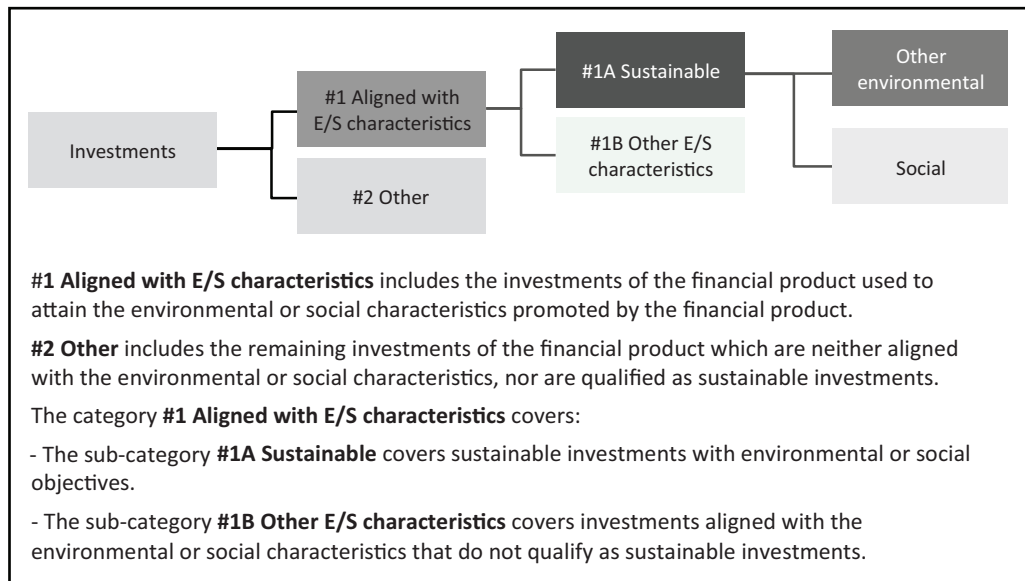 Investments
#1 Aligned with
E/S characteristics
#2 Other
#1A Sustainable
#1B Other E/S
characteristics
Other
environmental
Social
#1 Aligned with E/S characteristics includes the investments of the financial product used to
attain the environmental or social characteristics promoted by the financial product.
#2 Other includes the remaining investments of the financial product which are neither aligned
with the environmental or social characteristics, nor are qualified as sustainable investments.
The category #1 Aligned with E/S characteristics covers:
- The sub-category #1A Sustainable covers sustainable investments with environmental or social
objectives.
- The sub-category #1B Other E/S characteristics covers investments aligned with the
environmental or social characteristics that do not qualify as sustainable investments.